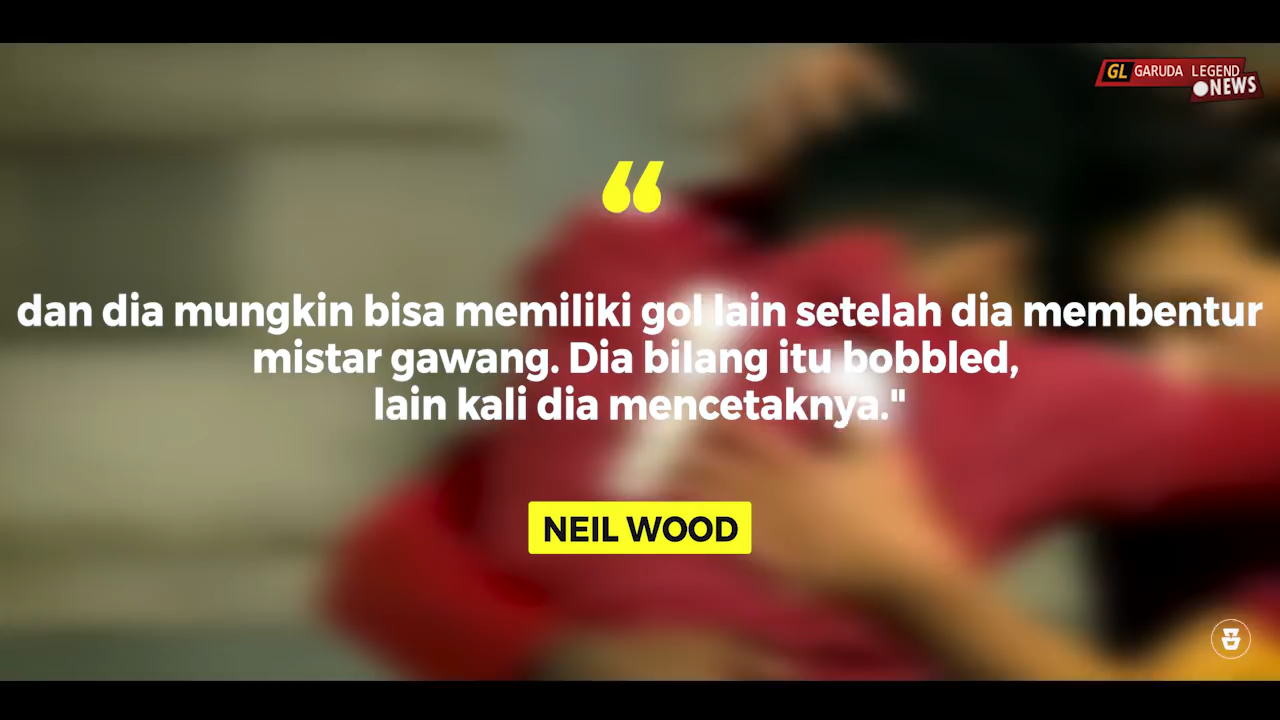 GL GARUDA LEGEND
NEWS
“
dan dia mungkin bisa memiliki gol lain setelah dia membentur
mistar gawang. Dia bilang itu bobbled,
lain kali dia mencetaknya."
NEIL WOOD